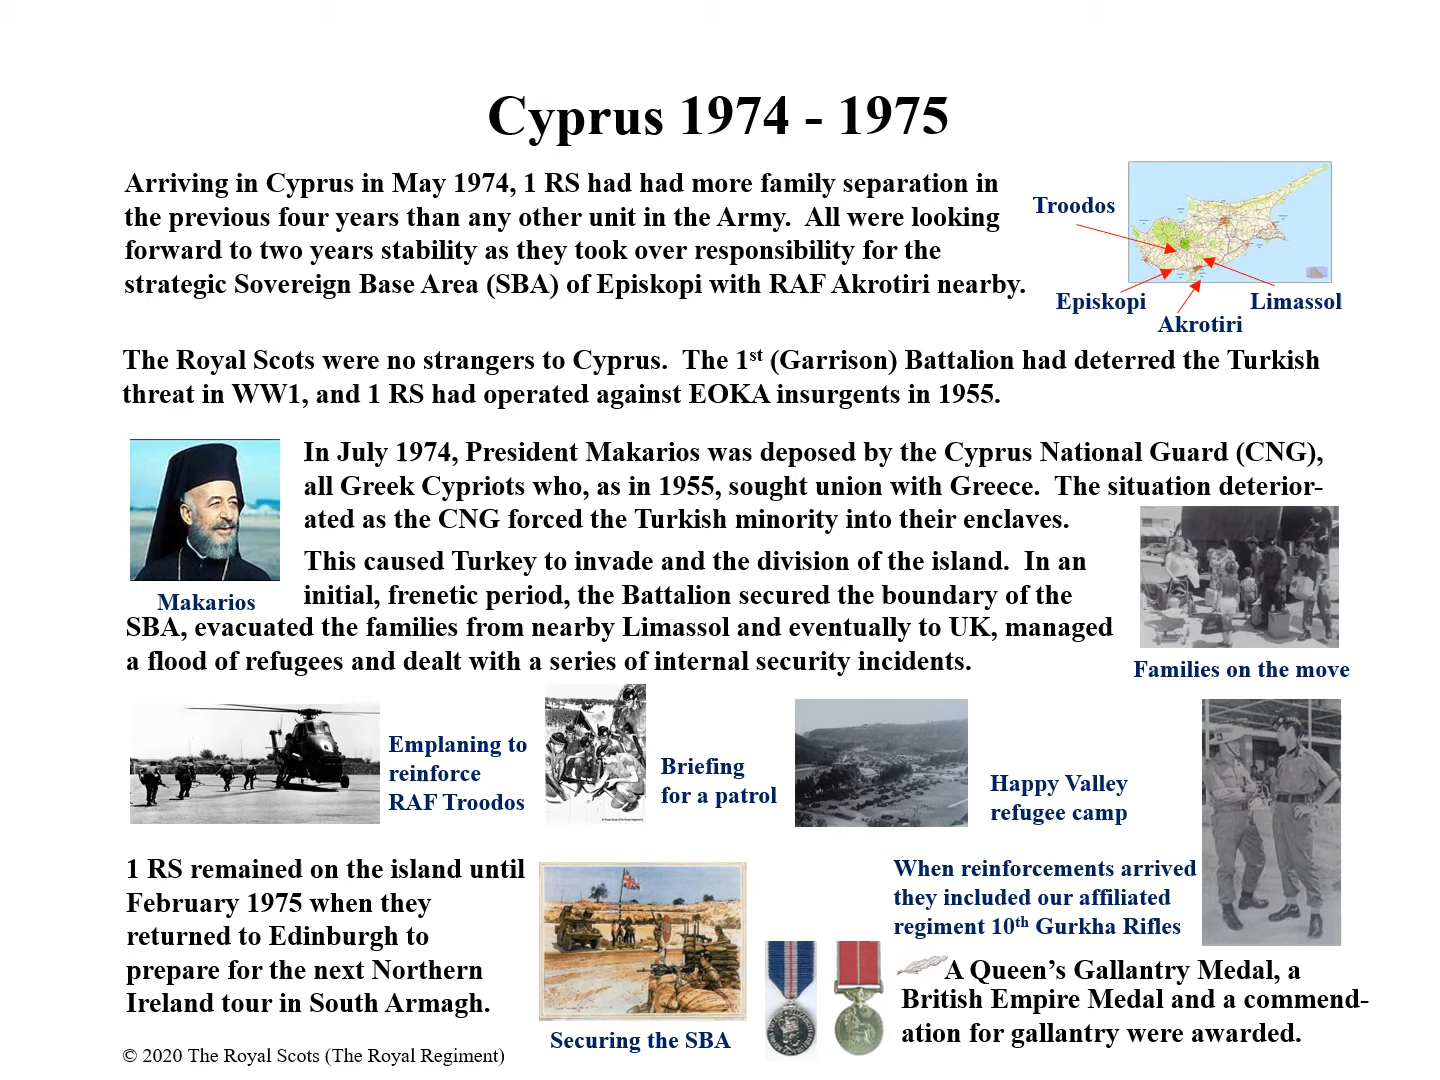 Cyprus 1974 - 1975
Arriving in Cyprus in May 1974, 1 RS had had more family separation in
the previous four years than any other unit in the Army.  All were looking
forward to two years stability as they took over responsibility for the
strategic Sovereign Base Area (SBA) of Episkopi with RAF Akrotiri nearby.
Troodos
Episkopi
Limassol
Akrotiri
The Royal Scots were no strangers to Cyprus.  The 1st (Garrison) Battalion had deterred the Turkish
threat in WW1, and 1 RS had operated against EOKA insurgents in 1955.
In July 1974, President Makarios was deposed by the Cyprus National Guard (CNG),
all Greek Cypriots who, as in 1955, sought union with Greece.  The situation deterior-
ated as the CNG forced the Turkish minority into their enclaves.
This caused Turkey to invade and the division of the island.  In an
initial, frenetic period, the Battalion secured the boundary of the
Makarios
SBA, evacuated the families from nearby Limassol and eventually to UK, managed
a flood of refugees and dealt with a series of internal security incidents.
Families on the move
Emplaning to
reinforce
RAF Troodos
Briefing
for a patrol
Happy Valley
refugee camp
1 RS remained on the island until
February 1975 when they
returned to Edinburgh to
prepare for the next Northern
Ireland tour in South Armagh.
Securing the SBA
When reinforcements arrived
they included our affiliated
regiment 10th Gurkha Rifles
A Queen's Gallantry Medal, a
British Empire Medal and a commend-
ation for gallantry were awarded.
© 2020 The Royal Scots (The Royal Regiment)